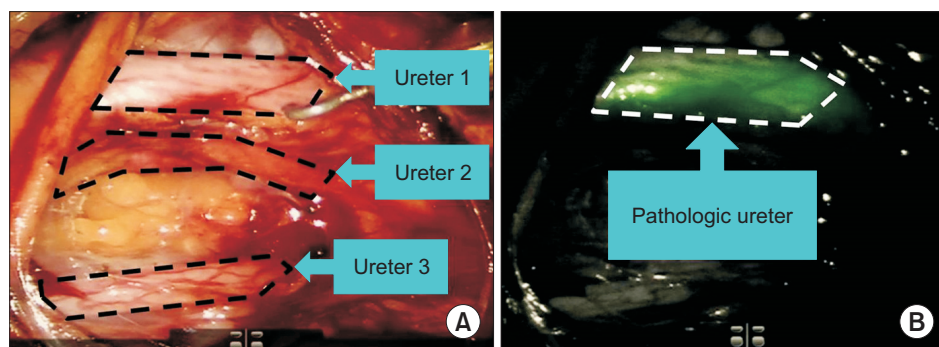 Ureter 1
Ureter 2
Ureter 3
A
Pathologic ureter
B